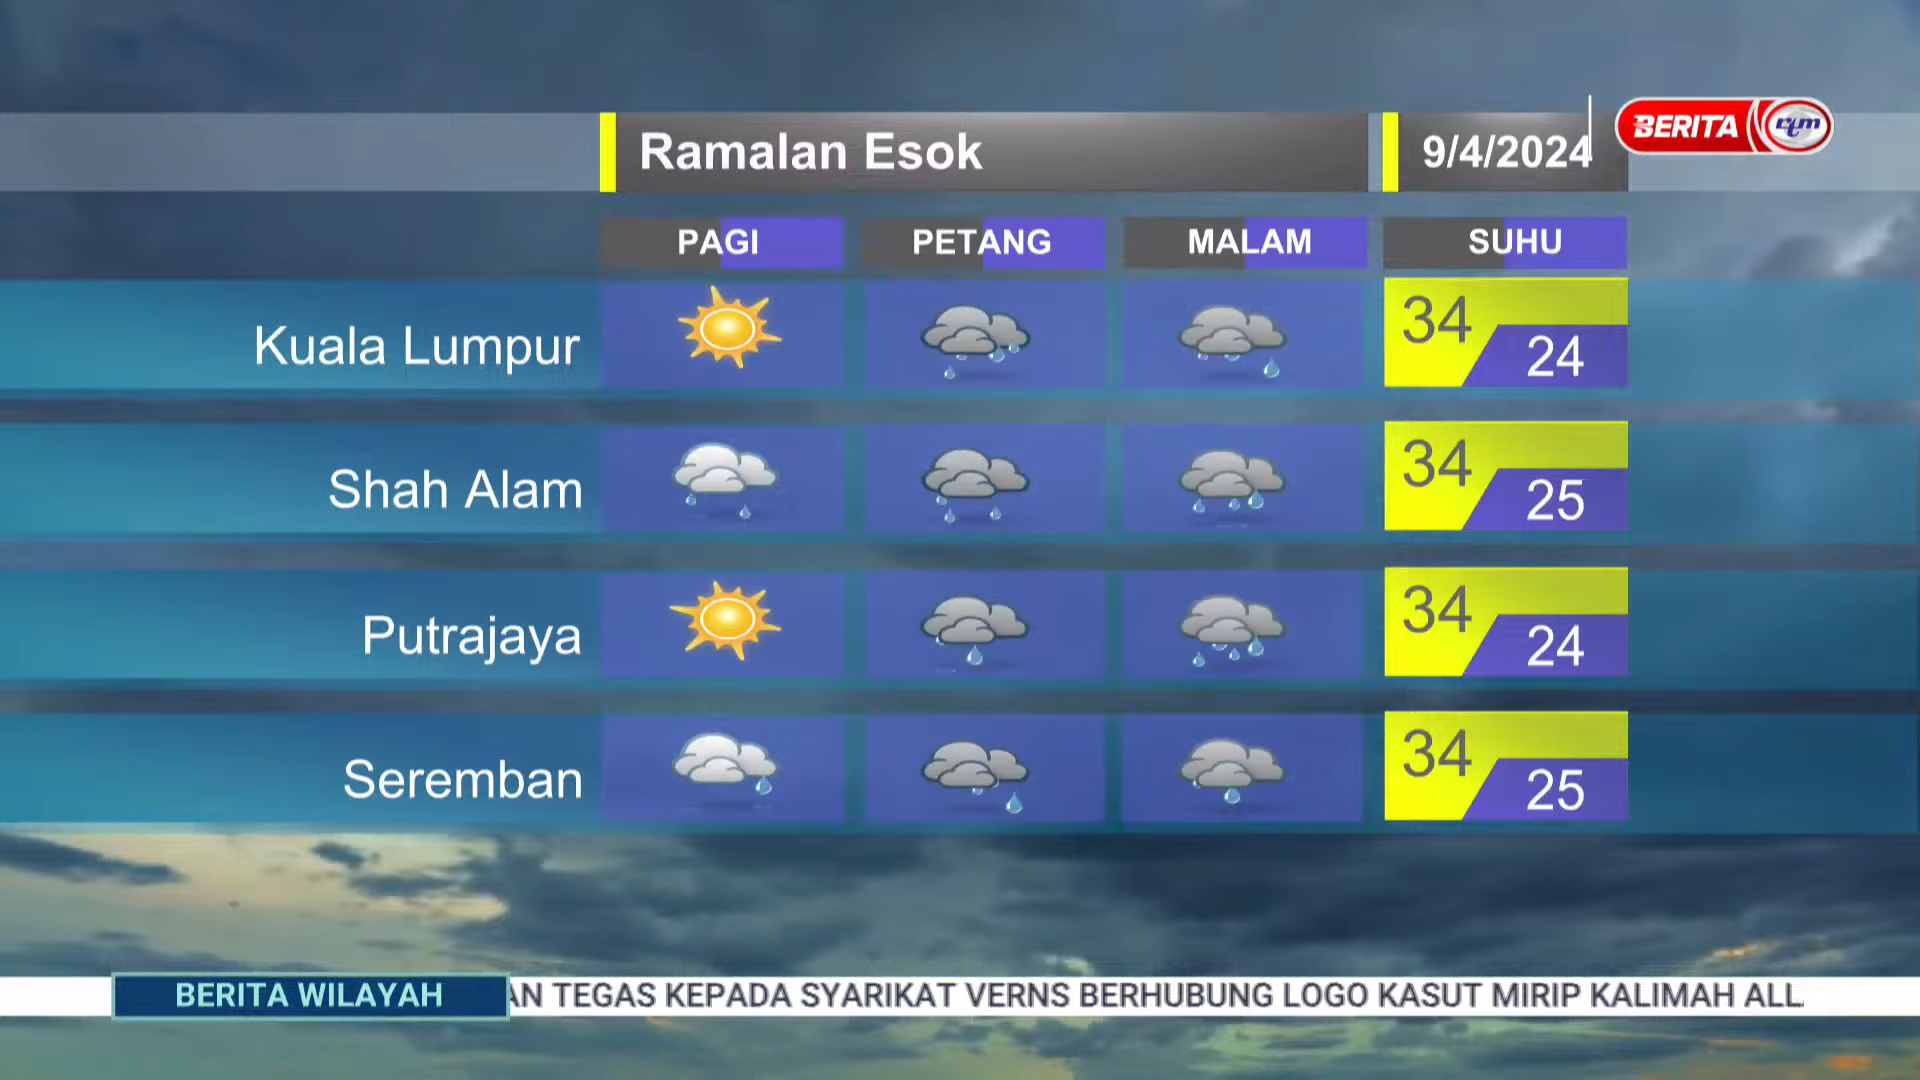 Ramalan Esok
9/4/2024
BERITA rtm
PAGI PETANG MALAM SUHU
Kuala Lumpur 34 24
Shah Alam 34 25
Putrajaya 34 24
Seremban 34 25
BERITA WILAYAH
AN TEGAS KEPADA SYARIKAT VERNS BERHUBUNG LOGO KASUT MIRIP KALIMAH ALL